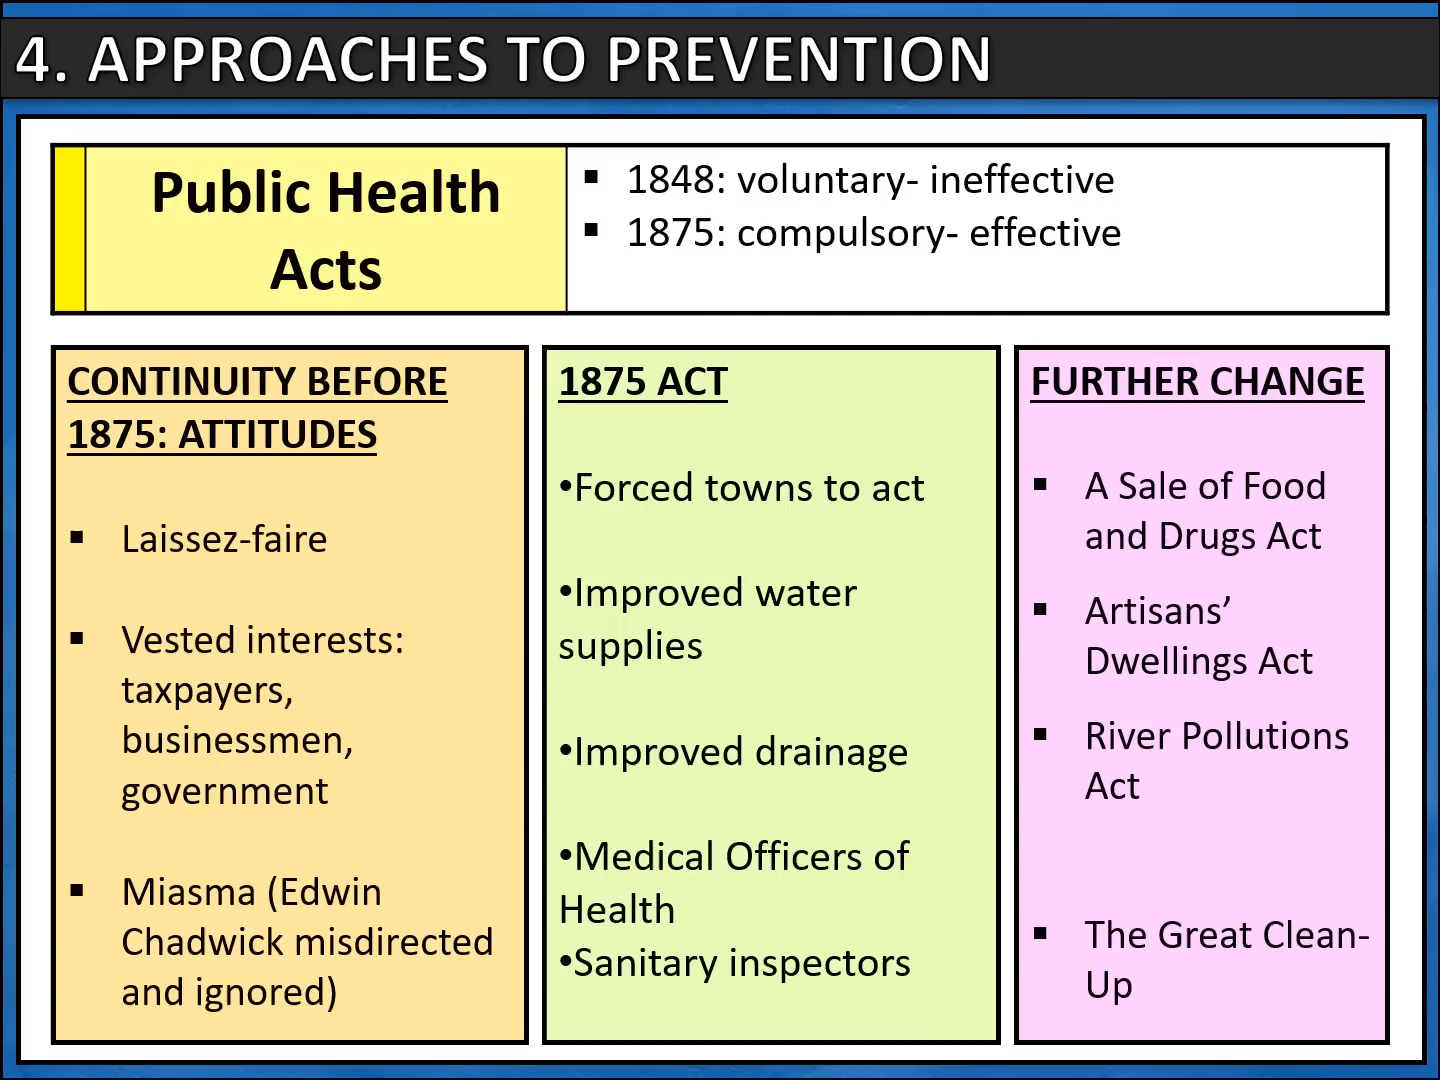 4. APPROACHES TO PREVENTION
Public Health
Acts
▪ 1848: voluntary- ineffective
▪ 1875: compulsory- effective
CONTINUITY BEFORE
1875: ATTITUDES
▪ Laissez-faire
▪ Vested interests:
taxpayers,
businessmen,
government
▪ Miasma (Edwin
Chadwick misdirected
and ignored)
1875 ACT
•Forced towns to act
•Improved water
supplies
•Improved drainage
•Medical Officers of
Health
•Sanitary inspectors
FURTHER CHANGE
▪ A Sale of Food
and Drugs Act
▪ Artisans’
Dwellings Act
▪ River Pollutions
Act
▪ The Great Clean-
Up